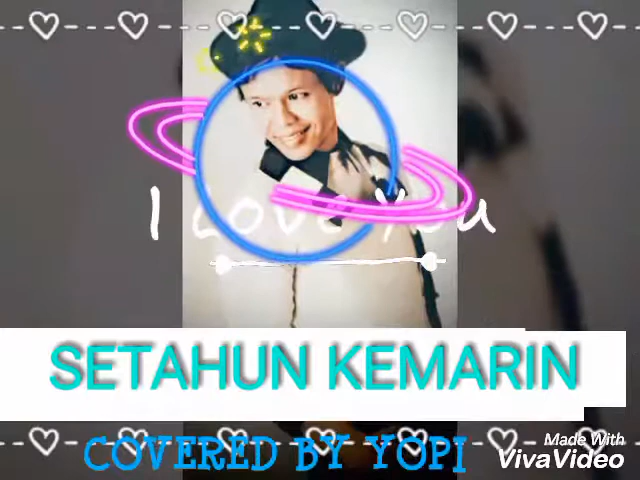 I Love You
SETAHUN KEMARIN
COVERED BY YOPI
Made With
VivaVideo